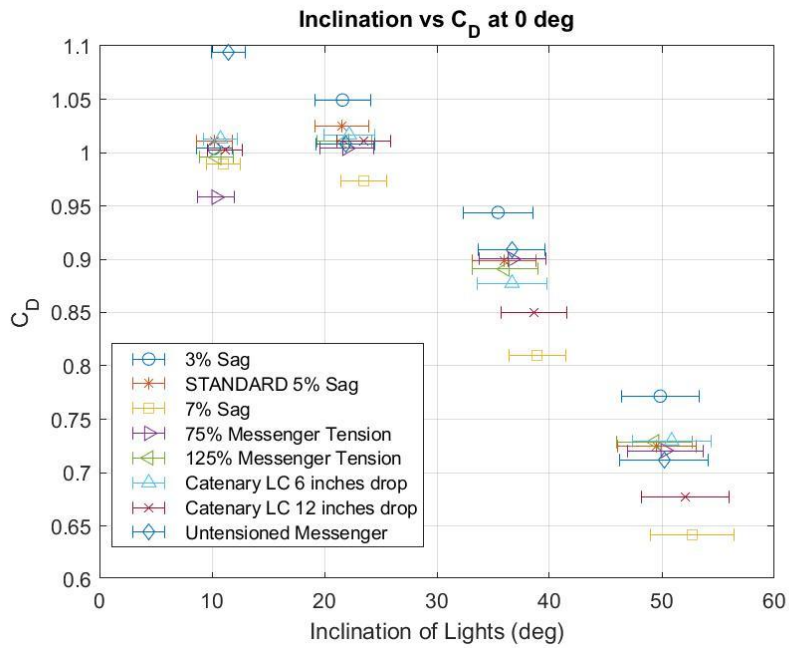 Inclination vs C_D at 0 deg
1.1
1.05
1
0.95
0.9
0.85
0.8
0.75
0.7
0.65
0.6
C_D
3% Sag
STANDARD 5% Sag
7% Sag
75% Messenger Tension
125% Messenger Tension
Catenary LC 6 inches drop
Catenary LC 12 inches drop
Untensioned Messenger
0 10 20 30 40 50 60
Inclination of Lights (deg)